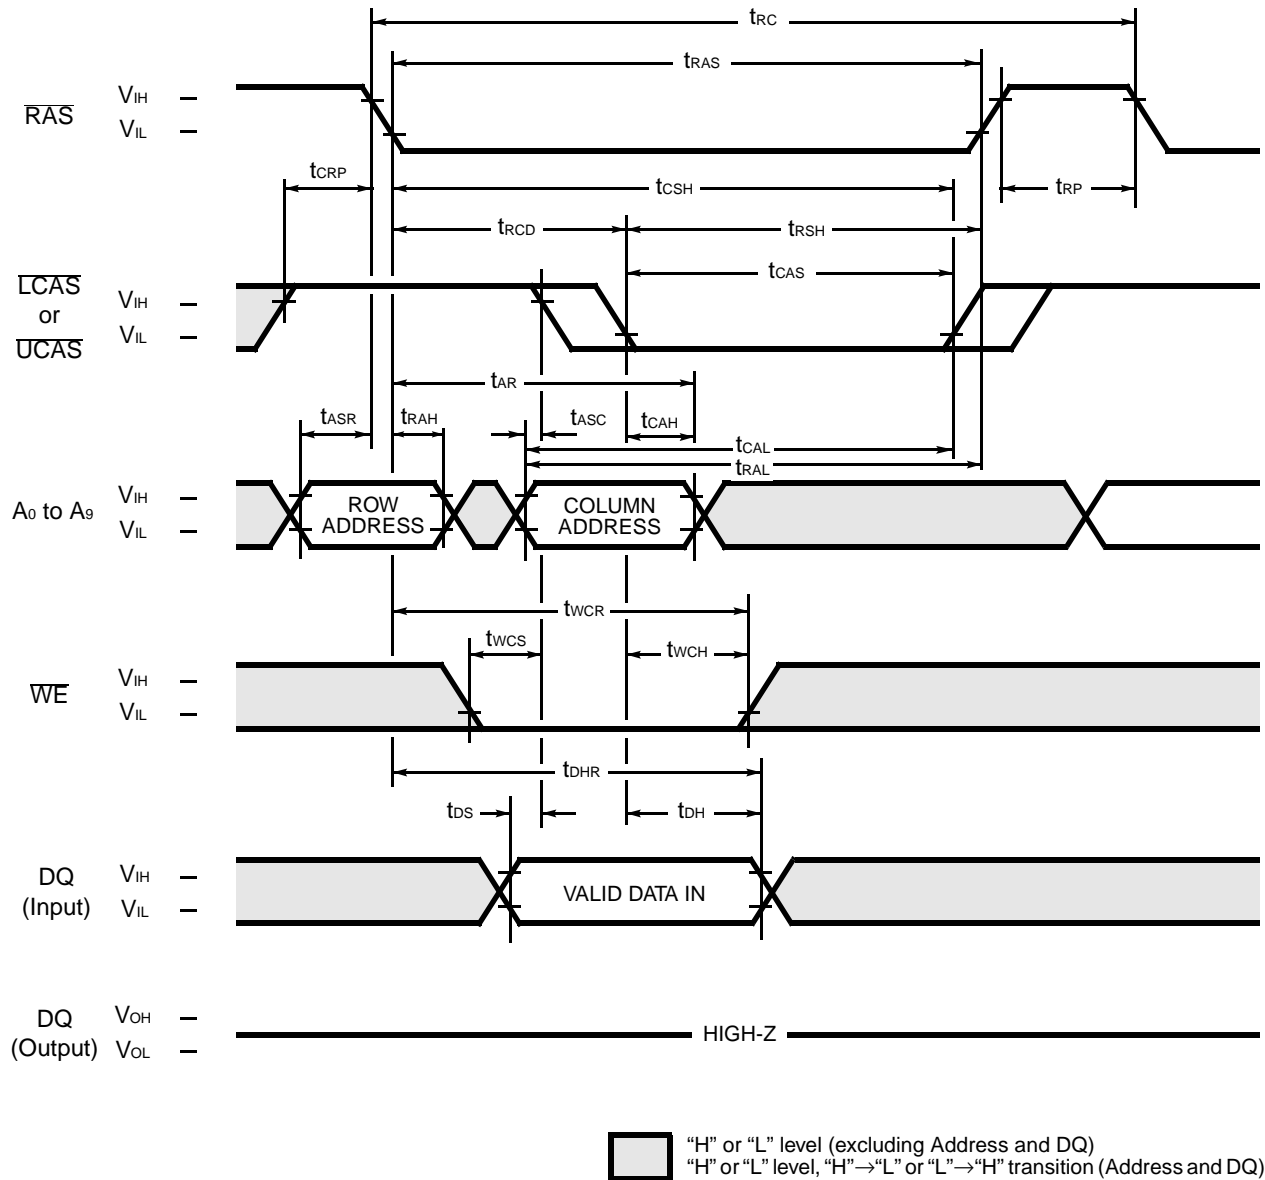 tRC
tRAS
RAS
VIH
VIL
tCRP
tCSH
tRP
tRCD
tRSH
tCAS
LCAS
or
UCAS
VIH
VIL
tAR
tASR
tRAH
tASC
tCAH
tCAL
tRAL
A0 to A9
VIH
VIL
ROW
ADDRESS
COLUMN
ADDRESS
tWCR
tWCS
tWCH
WE
VIH
VIL
tDHR
tDS
tDH
DQ
(Input)
VIH
VIL
VALID DATA IN
DQ
(Output)
VOH
VOL
HIGH-Z
“H” or “L” level (excluding Address and DQ)
“H” or “L” level, “H”→“L” or “L”→“H” transition (Address and DQ)